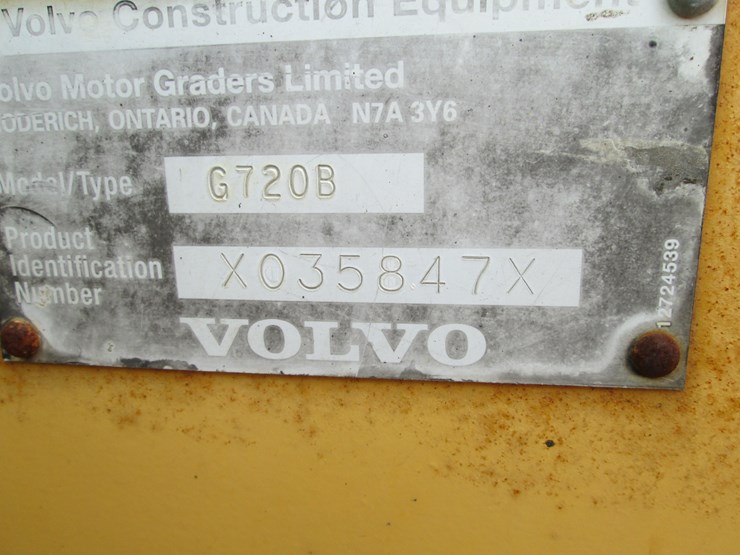 Volvo Construction Equipment
Volvo Motor Graders Limited
GODERICH, ONTARIO, CANADA N7A 3Y6
Model/Type G720B
Product
Identification
Number X035847X
VOLVO
12724539